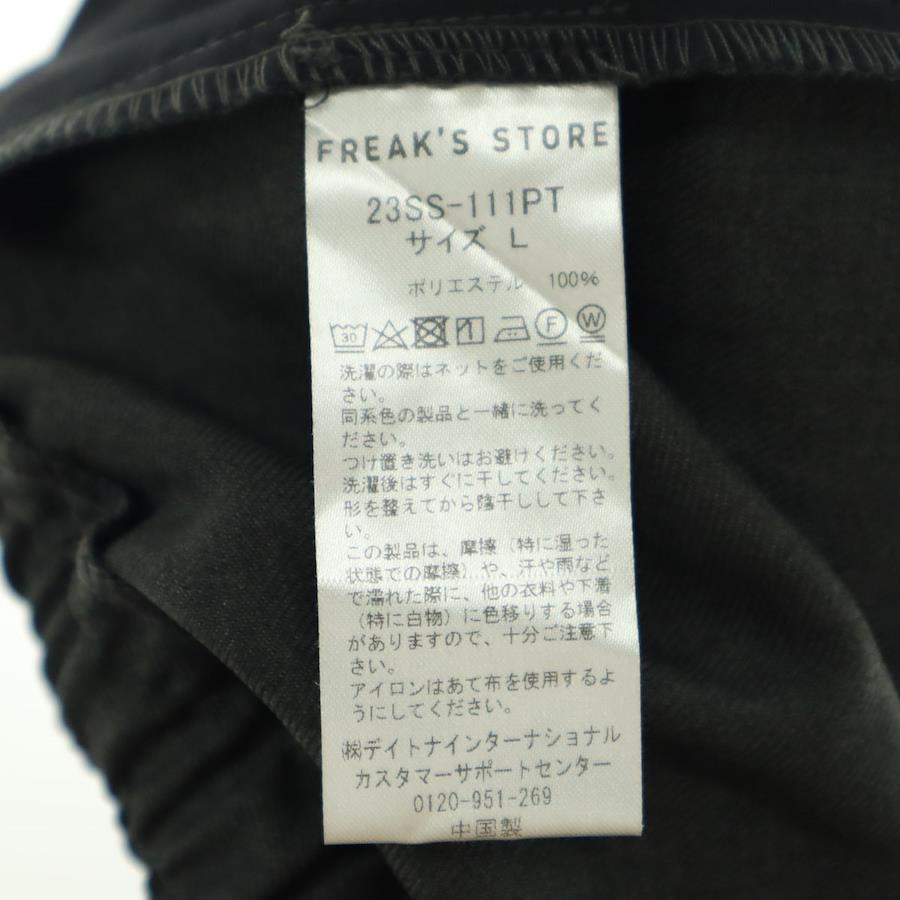 FREAK'S STORE
23SS-111PT
サイズ L
ポリエステル 100%
30 F W
洗濯の際はネットをご使用くだ
さい。
同系色の製品と一緒に洗ってく
ださい。
つけ置き洗いはお避けください。
洗濯後はすぐに干してください。
形を整えてから陰干しして下さ
い。
この製品は、摩擦（特に湿った
状態での摩擦）や、汗や雨など
で濡れた際に、他の衣料や下着
（特に白物）に色移りする場合
がありますので、十分ご注意下
さい。
アイロンはあて布を使用するよ
うにしてください。
㈱デイトナインターナショナル
カスタマーサポートセンター
0120-951-269
中国製